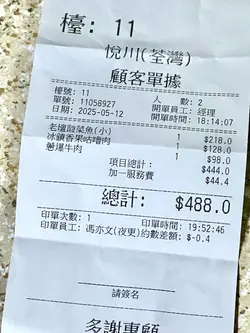 檯: 11
悅川(荃灣)
顧客單據
檯號: 11 人 數: 2
單號: 11058927 開單員工: 經理
日期: 2025-05-12 開單時間: 18:14:07
老罈酸菜魚(小) 1 $218.0
冰鎮香果咕嚕肉 1 $128.0
蔥爆牛肉 1 $98.0
項目總計: $444.0
加一服務費 $44.4
總計: $488.0
印單次數: 1 印單時間: 19:52:46
印單員工: 馮亦文(夜更) 約數差額: $-0.4
請簽名
多謝惠顧